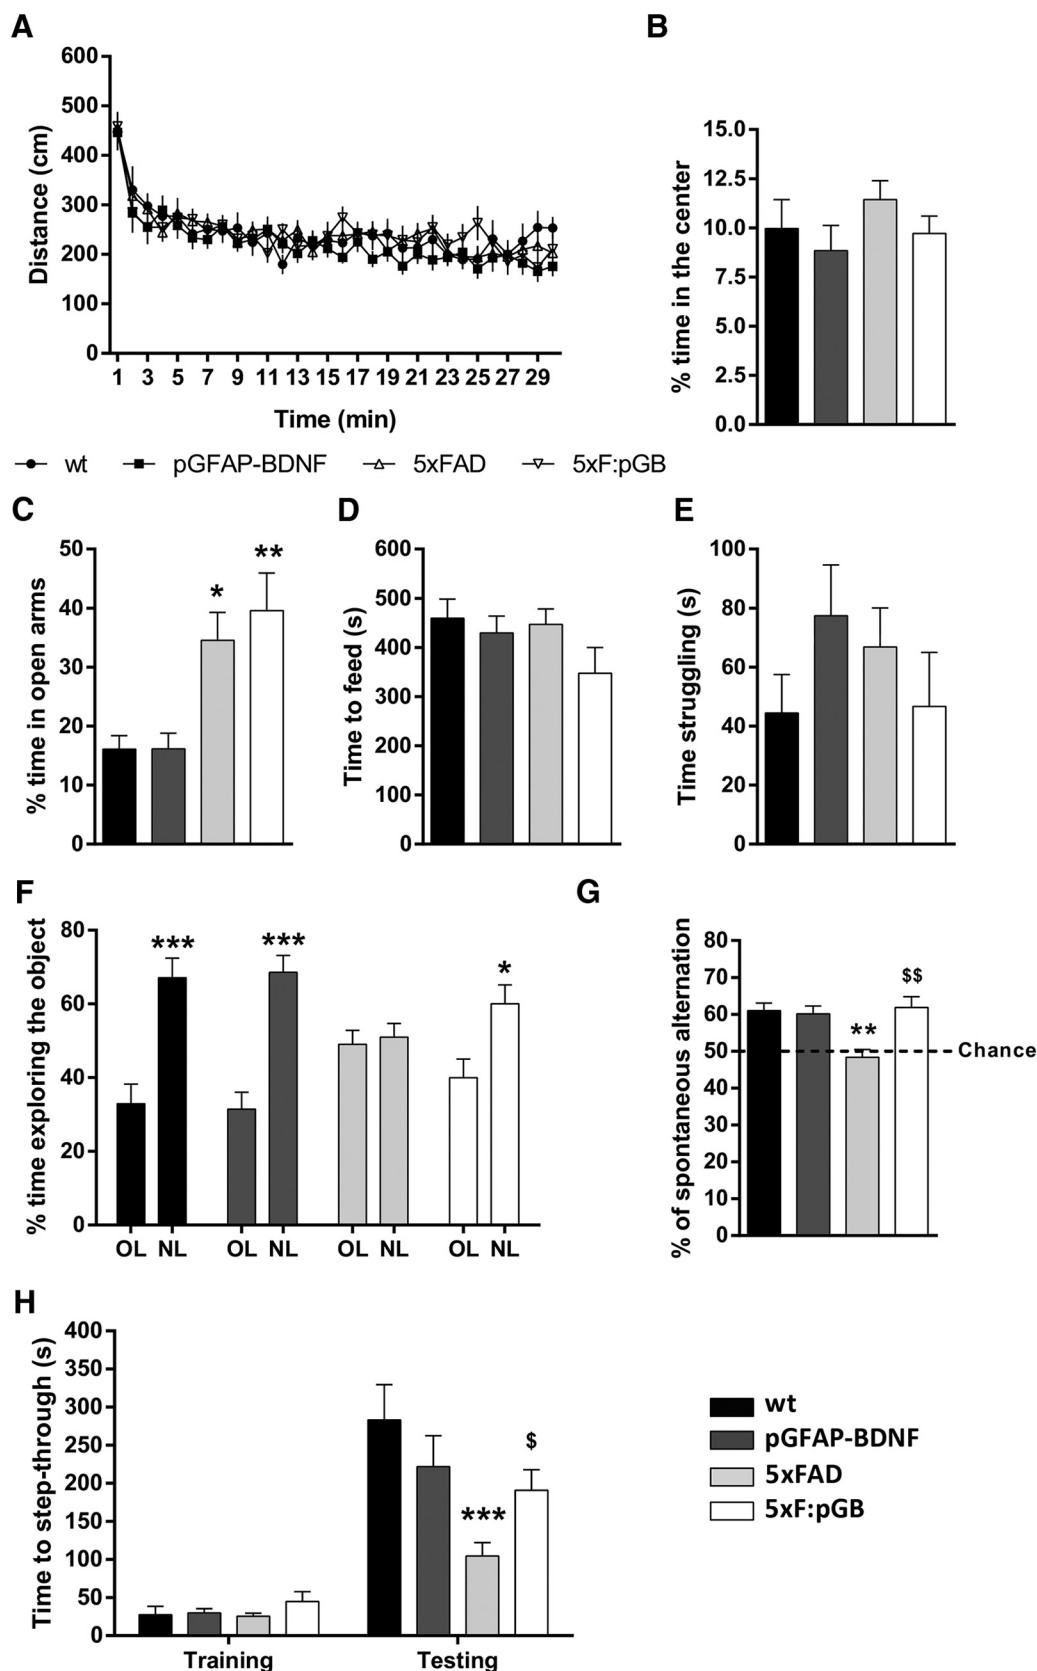 A
B
600
500
400
300
200
100
0
Distance (cm)
1 3 5 7 9 11 13 15 17 19 21 23 25 27 29
Time (min)
15.0
12.5
10.0
7.5
5.0
2.5
0.0
% time in the center
wt pGFAP-BDNF 5xFAD 5xF:pGB
C
D
E
50
40
30
20
10
0
% time in open arms
*
**
600
500
400
300
200
100
0
Time to feed (s)
100
80
60
40
20
0
Time struggling (s)
F
G
80
60
40
20
0
% time exploring the object
***
***
*
OL NL OL NL OL NL OL NL
80
70
60
50
40
30
20
10
0
% of spontaneous alternation
**
$$
Chance
H
400
350
300
250
200
150
100
50
0
Time to step-through (s)
***
$
Training Testing
wt
pGFAP-BDNF
5xFAD
5xF:pGB